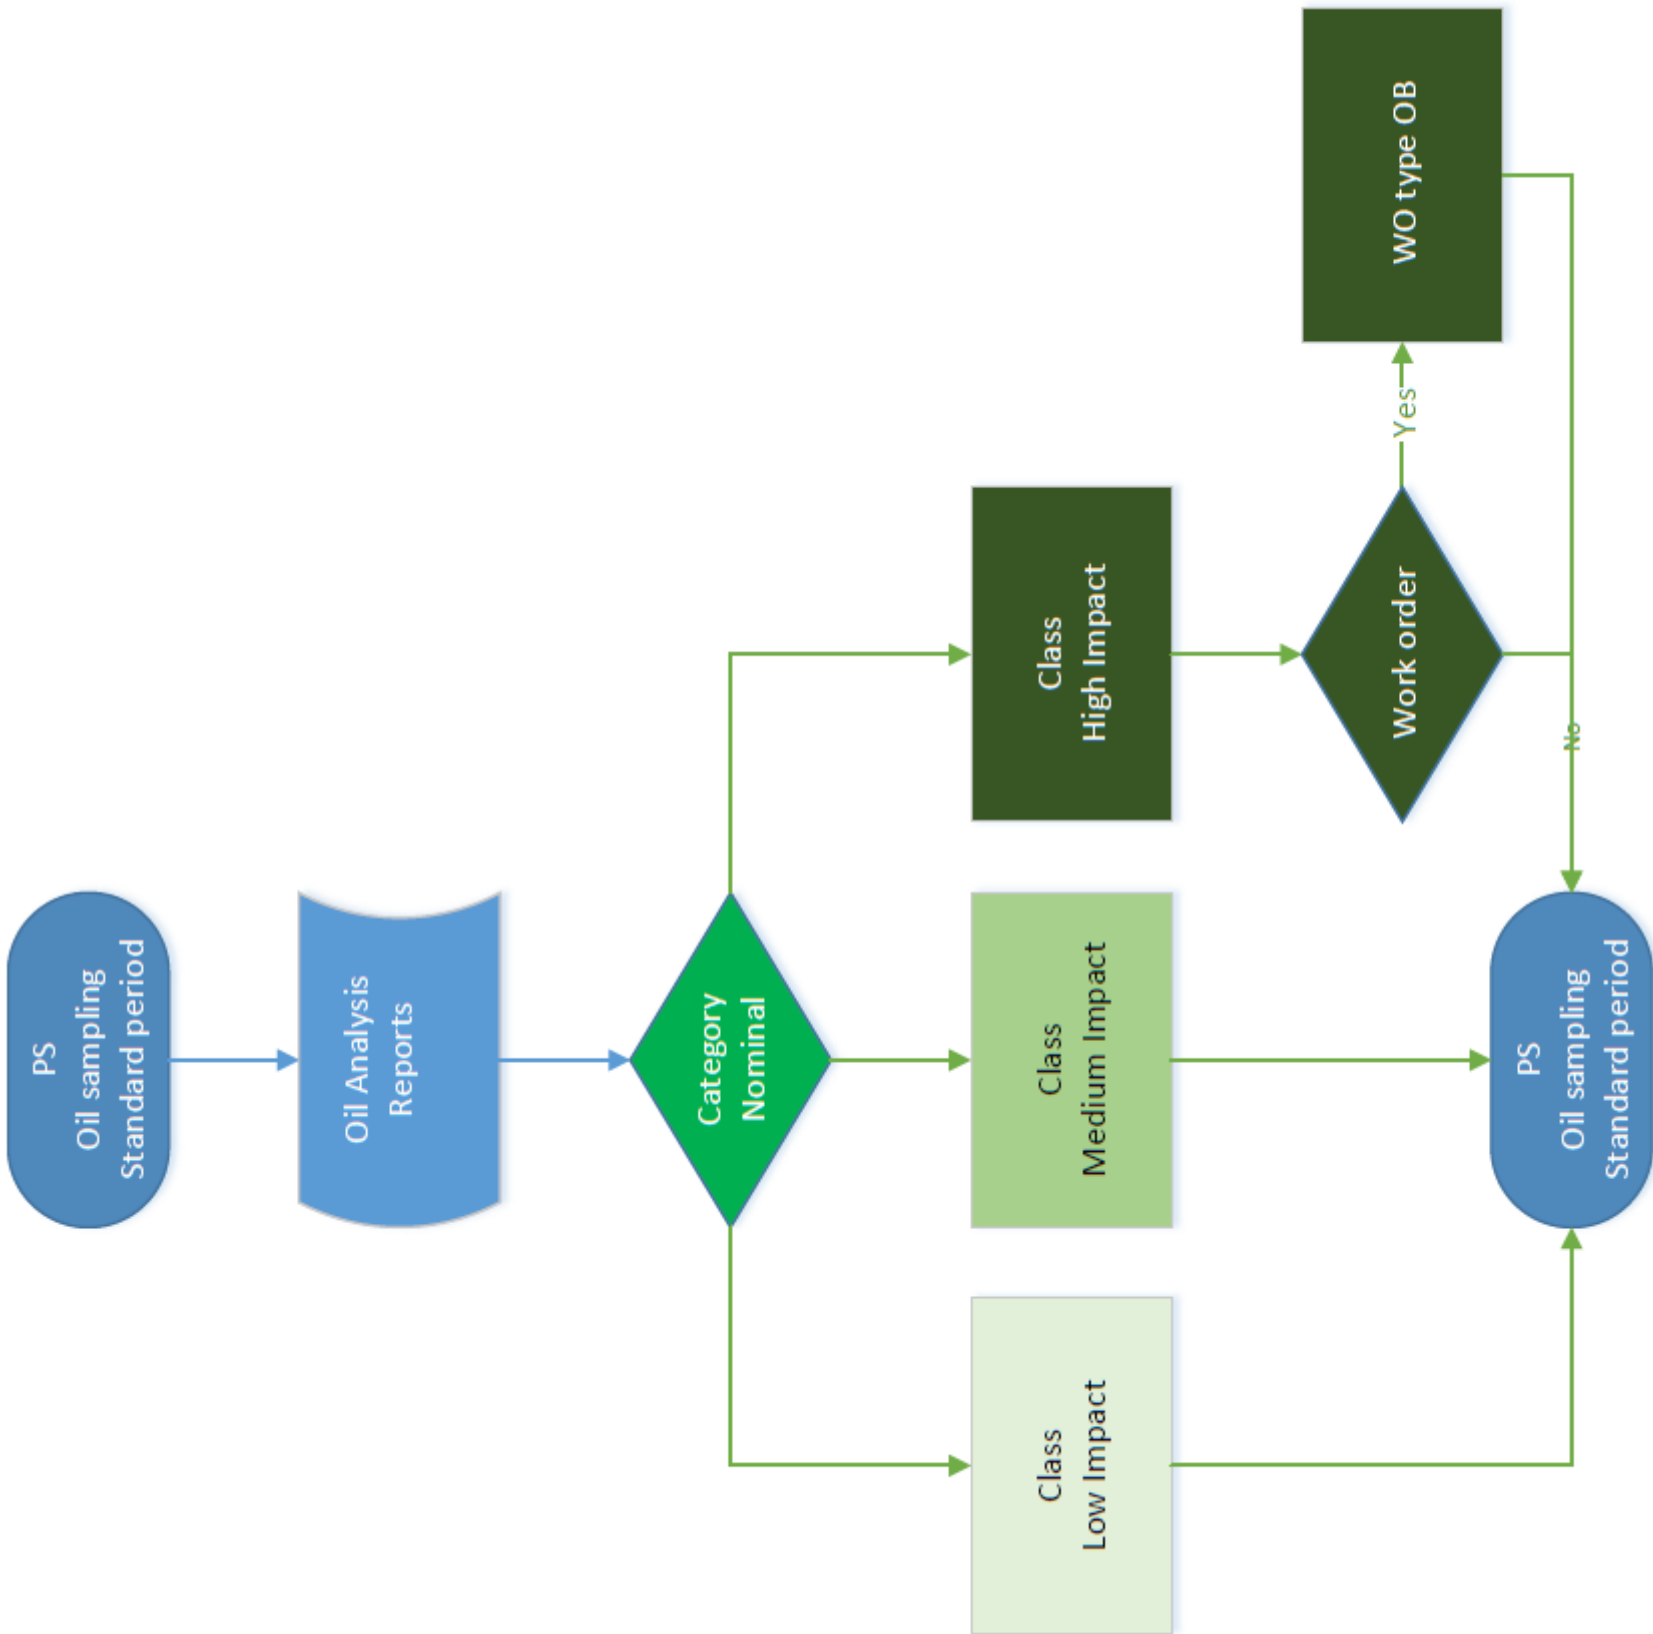 PS
Oil sampling
Standard period
Oil Analysis
Reports
Category
Nominal
Class
Low Impact
Class
Medium Impact
Class
High Impact
Work order
Yes
WO type OB
No
PS
Oil sampling
Standard period